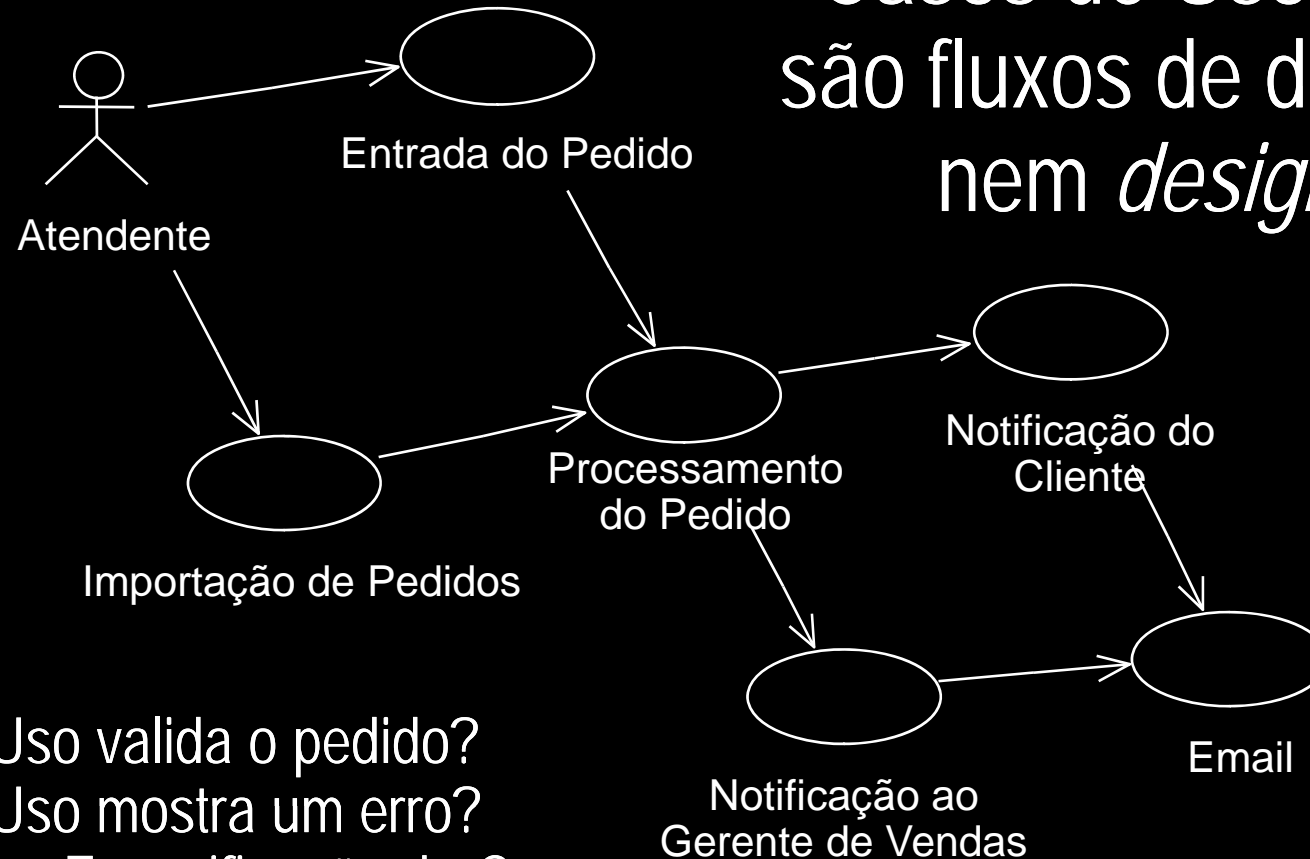 são fluxos de
nem
Entrada do Pedido
Atendente
Notificação do
Cliente
Processamento
do Pedido
Importação de Pedidos
Uso valida o pedido?
Uso mostra um erro?
Email
Notificação ao
Gerente de Vendas